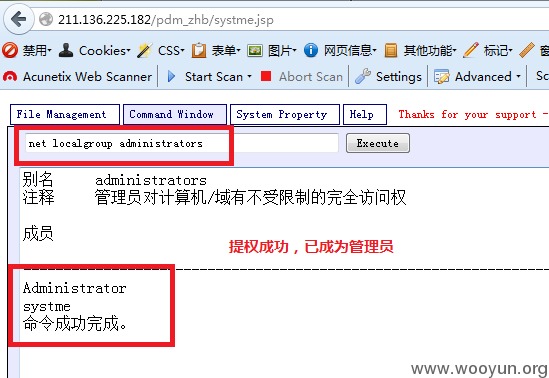 211.136.225.182/pdm_zhb/systme.jsp
禁用 Cookies CSS 表单 图片 网页信息 其他功能 标记
Acunetix Web Scanner Start Scan Abort Scan Settings Advanced Sc
File Management Command Window System Property Help Thanks for your support -
net localgroup administrators Execute
别名 administrators
注释 管理员对计算机/域有不受限制的完全访问权
成员
提权成功，已成为管理员
-------------------------------------------------------------------------------
Administrator
systme
命令成功完成。
www.wooyun.org